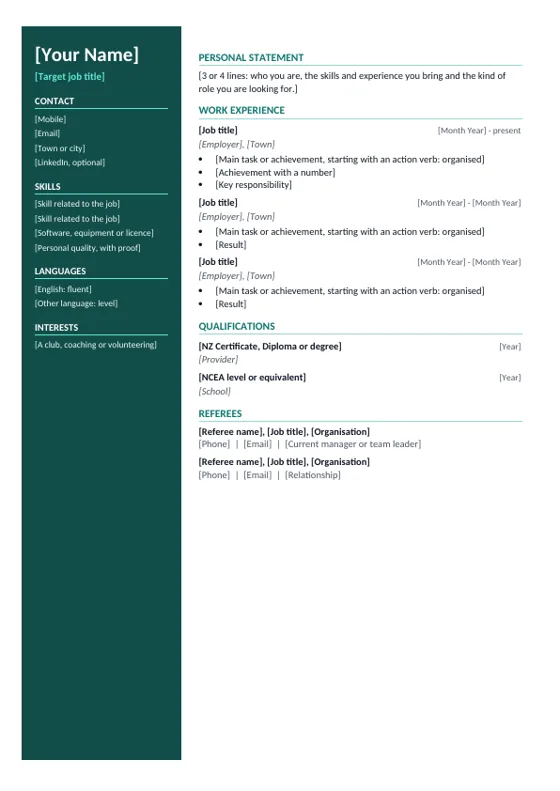 [Your Name]
[Target job title]
CONTACT
[Mobile]
[Email]
[Town or city]
[LinkedIn, optional]
SKILLS
[Skill related to the job]
[Skill related to the job]
[Software, equipment or licence]
[Personal quality, with proof]
LANGUAGES
[English: fluent]
[Other language: level]
INTERESTS
[A club, coaching or volunteering]
PERSONAL STATEMENT
[3 or 4 lines: who you are, the skills and experience you bring and the kind of
role you are looking for.]
WORK EXPERIENCE
[Job title] [Month Year] - present
[Employer], [Town]
• [Main task or achievement, starting with an action verb: organised]
• [Achievement with a number]
• [Key responsibility]
[Job title] [Month Year] - [Month Year]
[Employer], [Town]
• [Main task or achievement, starting with an action verb: organised]
• [Result]
[Job title] [Month Year] - [Month Year]
[Employer], [Town]
• [Main task or achievement, starting with an action verb: organised]
• [Result]
QUALIFICATIONS
[NZ Certificate, Diploma or degree] [Year]
[Provider]
[NCEA level or equivalent] [Year]
[School]
REFEREES
[Referee name], [Job title], [Organisation]
[Phone] | [Email] | [Current manager or team leader]
[Referee name], [Job title], [Organisation]
[Phone] | [Email] | [Relationship]